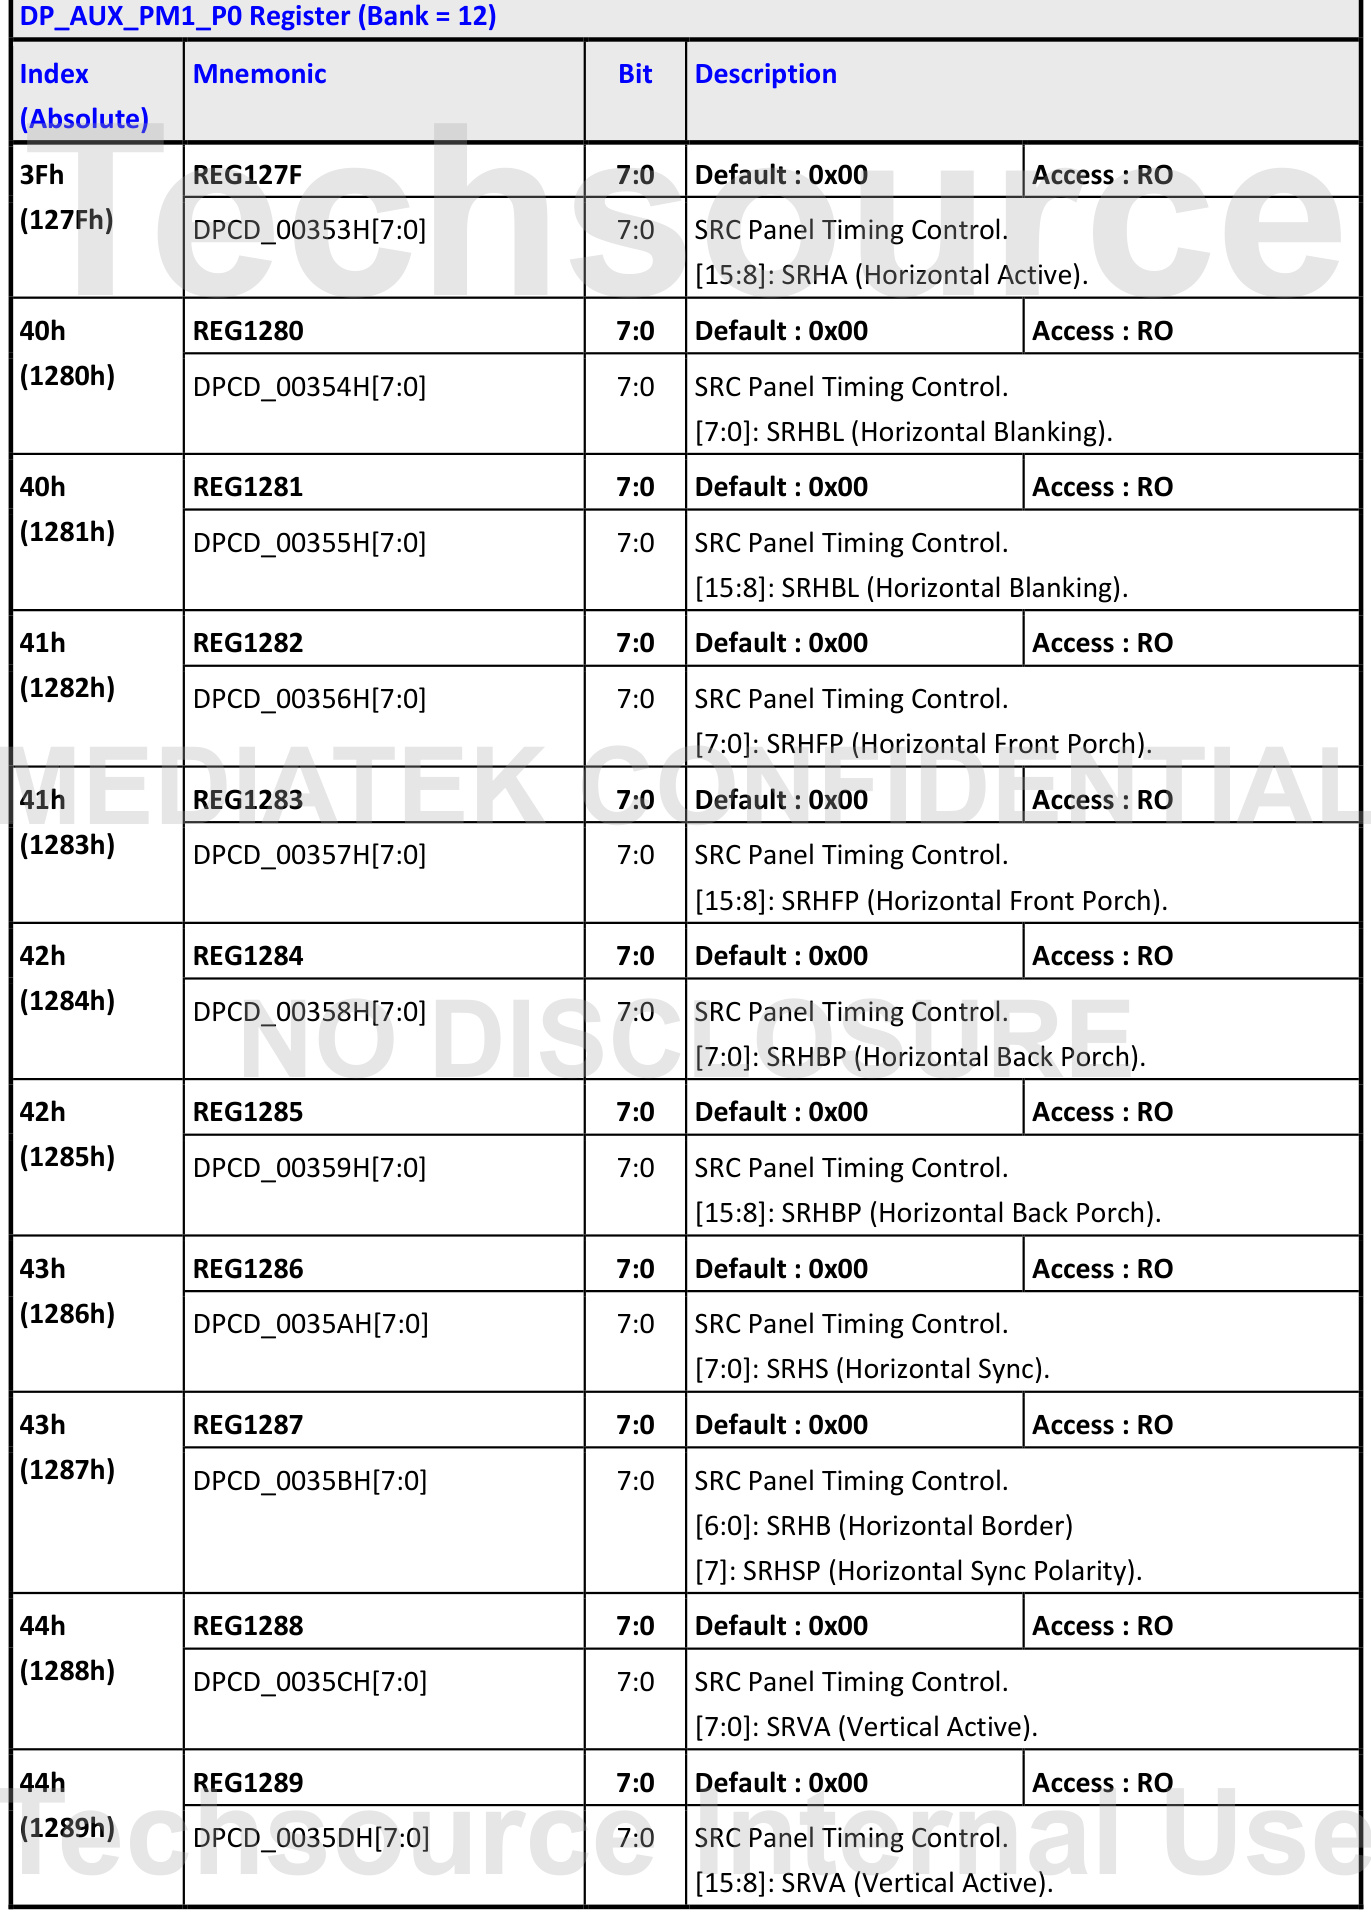 DP_AUX_PM1_P0 Register (Bank = 12)
Index
(Absolute)
Mnemonic
Bit
Description
3Fh
(127Fh)
REG127F
7:0
Default : 0x00
Access : RO
DPCD_00353H[7:0]
7:0
SRC Panel Timing Control.
[15:8]: SRHA (Horizontal Active).
40h
(1280h)
REG1280
7:0
Default : 0x00
Access : RO
DPCD_00354H[7:0]
7:0
SRC Panel Timing Control.
[7:0]: SRHBL (Horizontal Blanking).
40h
(1281h)
REG1281
7:0
Default : 0x00
Access : RO
DPCD_00355H[7:0]
7:0
SRC Panel Timing Control.
[15:8]: SRHBL (Horizontal Blanking).
41h
(1282h)
REG1282
7:0
Default : 0x00
Access : RO
DPCD_00356H[7:0]
7:0
SRC Panel Timing Control.
[7:0]: SRHFP (Horizontal Front Porch).
41h
(1283h)
REG1283
7:0
Default : 0x00
Access : RO
DPCD_00357H[7:0]
7:0
SRC Panel Timing Control.
[15:8]: SRHFP (Horizontal Front Porch).
42h
(1284h)
REG1284
7:0
Default : 0x00
Access : RO
DPCD_00358H[7:0]
7:0
SRC Panel Timing Control.
[7:0]: SRHBP (Horizontal Back Porch).
42h
(1285h)
REG1285
7:0
Default : 0x00
Access : RO
DPCD_00359H[7:0]
7:0
SRC Panel Timing Control.
[15:8]: SRHBP (Horizontal Back Porch).
43h
(1286h)
REG1286
7:0
Default : 0x00
Access : RO
DPCD_0035AH[7:0]
7:0
SRC Panel Timing Control.
[7:0]: SRHS (Horizontal Sync).
43h
(1287h)
REG1287
7:0
Default : 0x00
Access : RO
DPCD_0035BH[7:0]
7:0
SRC Panel Timing Control.
[6:0]: SRHB (Horizontal Border)
[7]: SRHSP (Horizontal Sync Polarity).
44h
(1288h)
REG1288
7:0
Default : 0x00
Access : RO
DPCD_0035CH[7:0]
7:0
SRC Panel Timing Control.
[7:0]: SRVA (Vertical Active).
44h
(1289h)
REG1289
7:0
Default : 0x00
Access : RO
DPCD_0035DH[7:0]
7:0
SRC Panel Timing Control.
[15:8]: SRVA (Vertical Active).
Techsource
MEDIATEK CONFIDENTIAL
NO DISCLOSURE
Techsource Internal Use